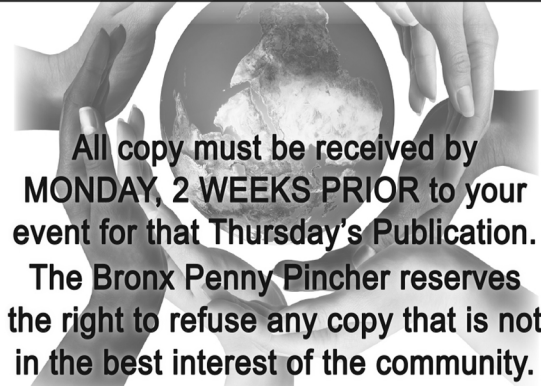 All copy must be received by
MONDAY, 2 WEEKS PRIOR to your
event for that Thursday's Publication.
The Bronx Penny Pincher reserves
the right to refuse any copy that is not
in the best interest of the community.